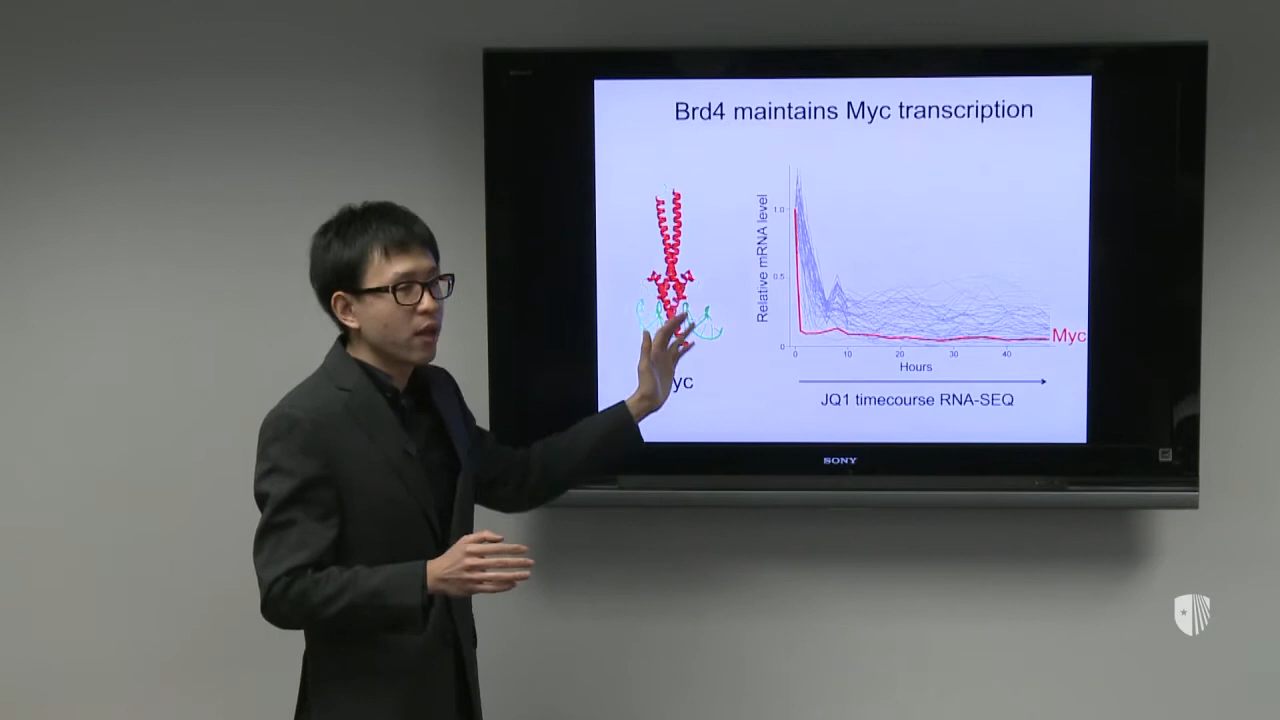 Brd4 maintains Myc transcription
Relative mRNA level
1.0
0.5
0
0 10 20 30 40
Hours
Myc
JQ1 timecourse RNA-SEQ
yc
SONY